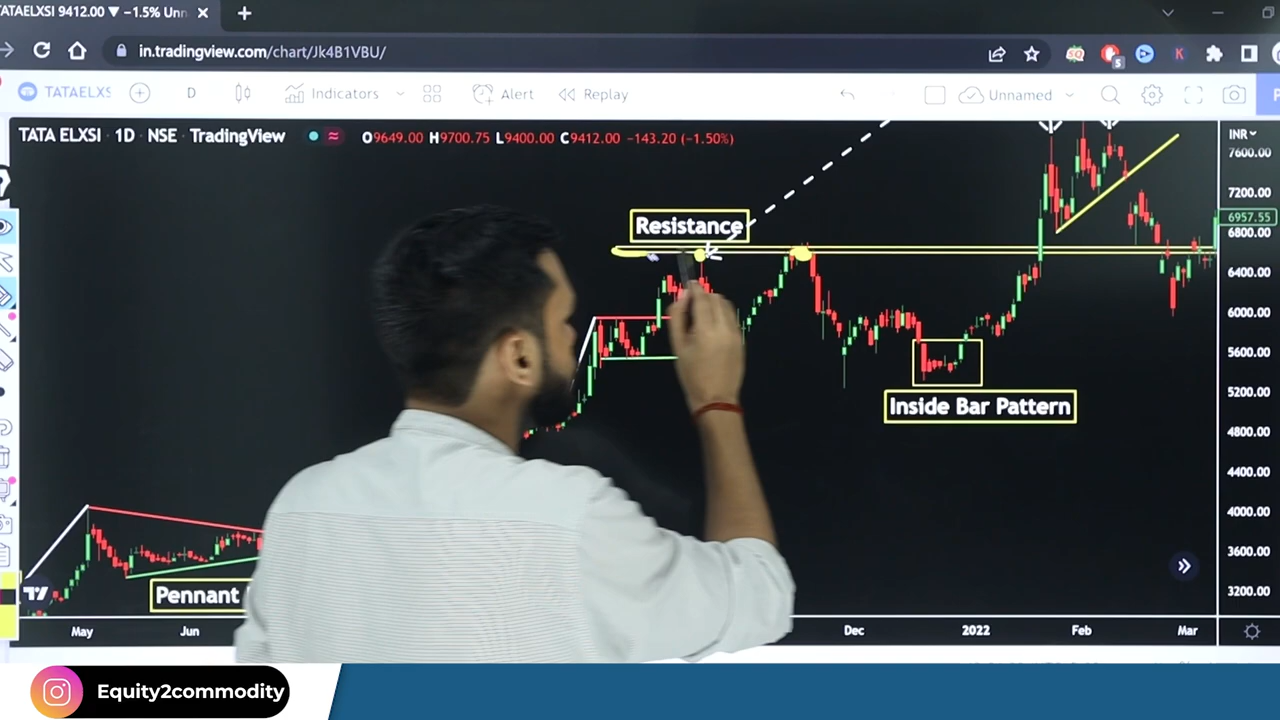 TATAELXSI 9412.00 ▼ −1.5% Unn
in.tradingview.com/chart/Jk4B1VBU/
TATAELXS
D
Indicators
Alert
Replay
Unnamed
TATA ELXSI · 1D · NSE · TradingView
O9649.00 H9700.75 L9400.00 C9412.00 −143.20 (−1.50%)
INR
7600.00
7200.00
6957.55
6800.00
6400.00
6000.00
5600.00
5200.00
4800.00
4400.00
4000.00
3600.00
3200.00
Resistance
Inside Bar Pattern
Pennant
May
Jun
Dec
2022
Feb
Mar
Equity2commodity